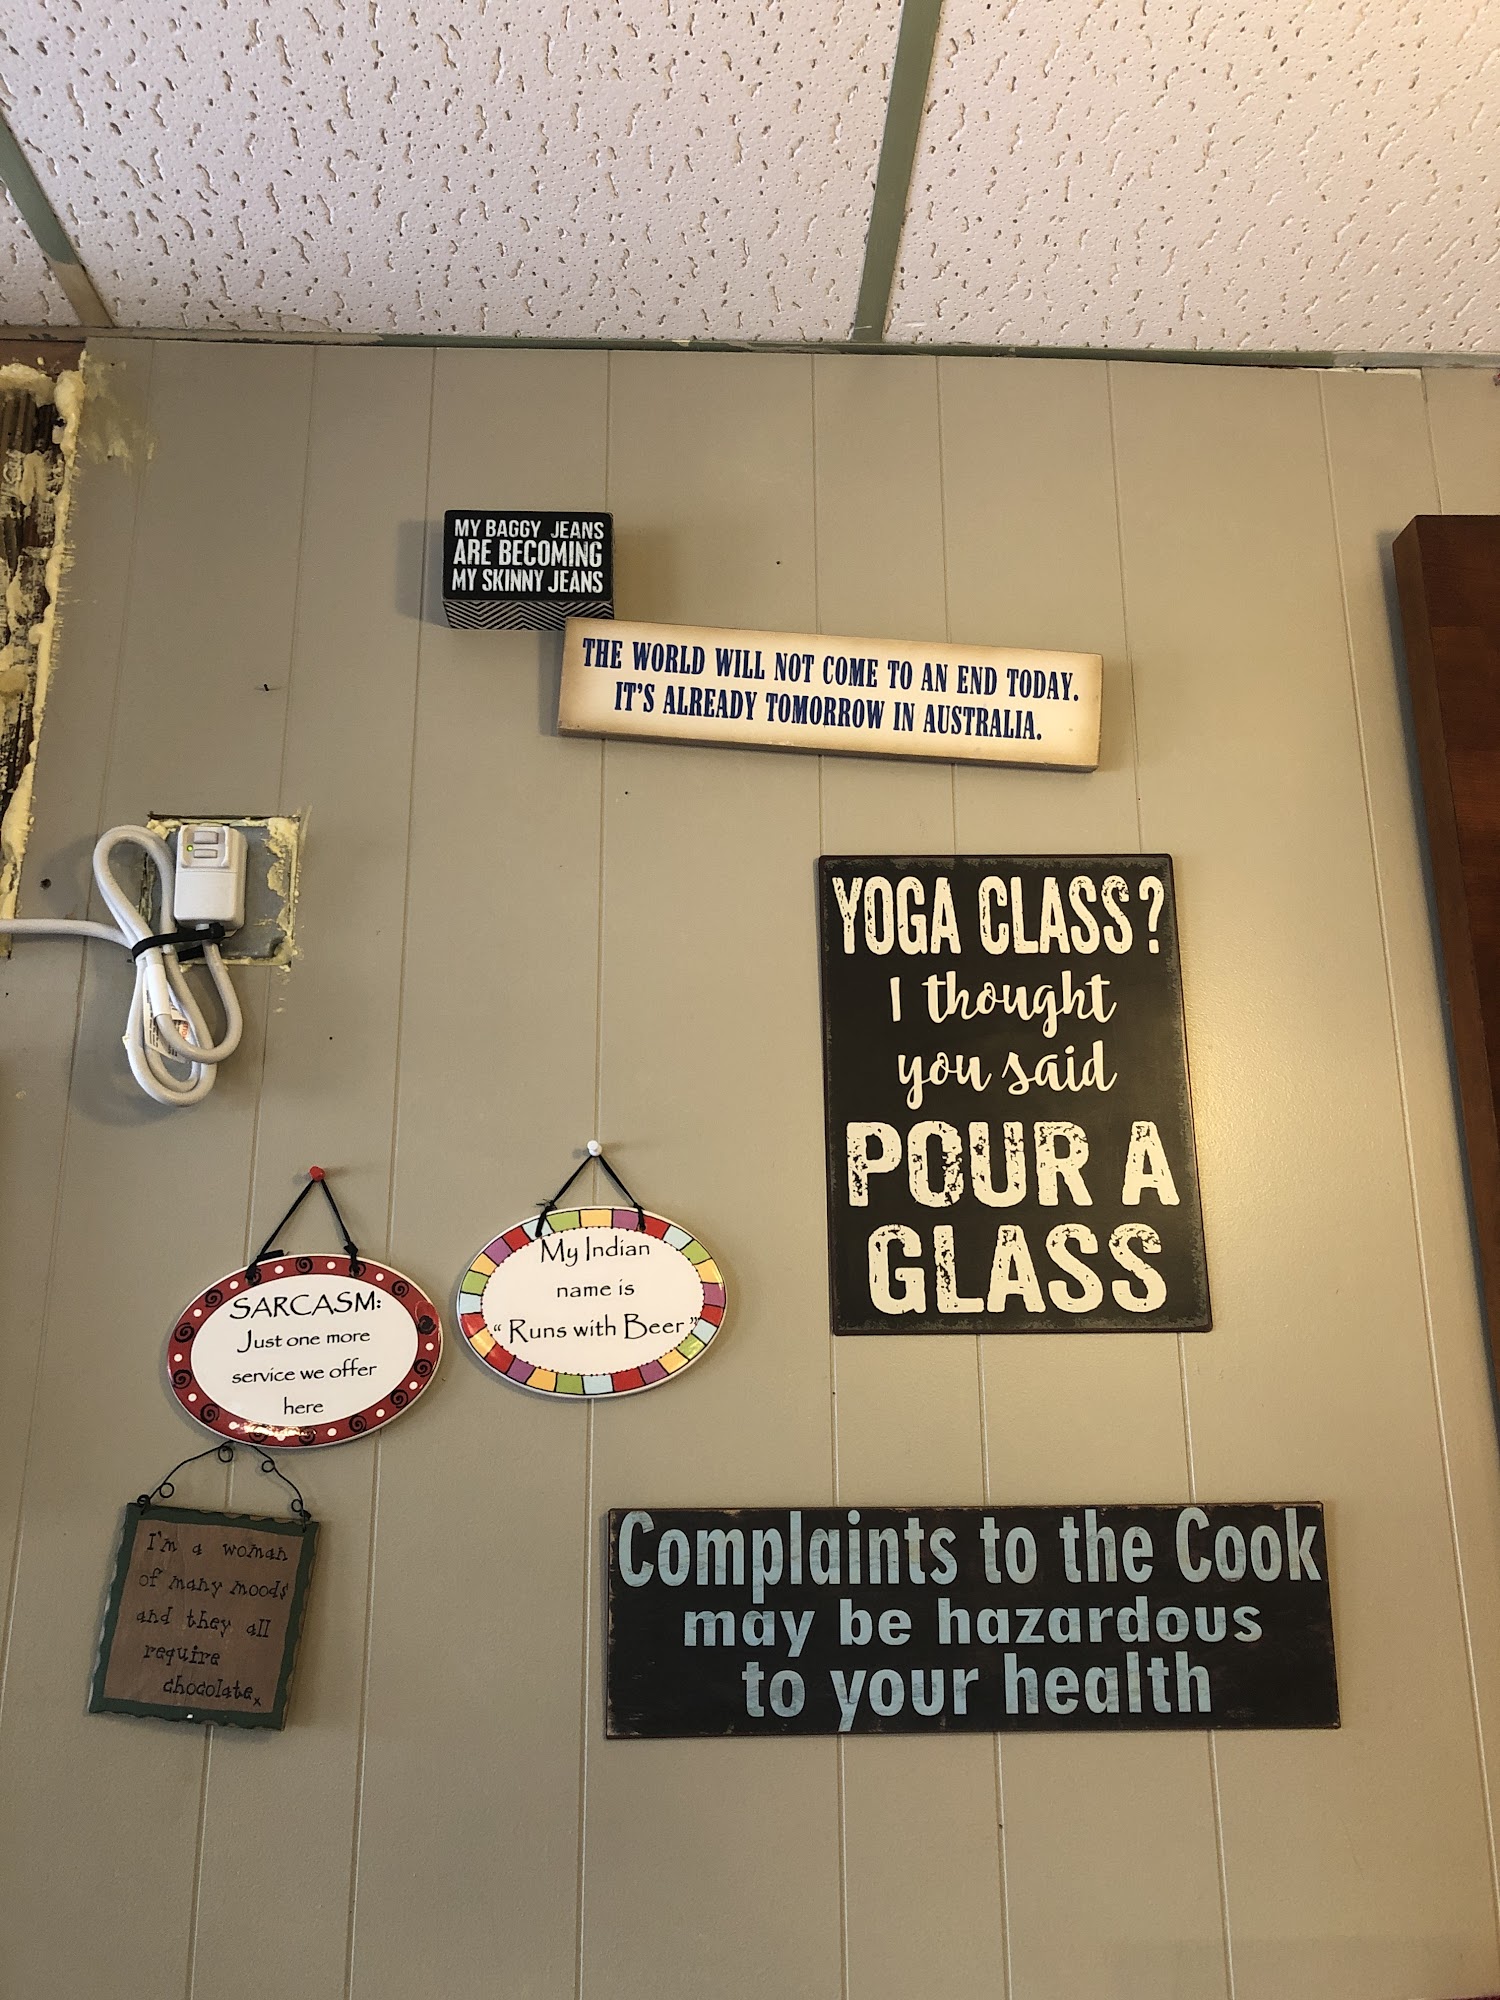 MY BAGGY JEANS
ARE BECOMING
MY SKINNY JEANS
THE WORLD WILL NOT COME TO AN END TODAY.
IT'S ALREADY TOMORROW IN AUSTRALIA.
YOGA CLASS?
I thought
you said
POUR A
GLASS
My Indian
name is
"Runs with Beer"
SARCASM:
Just one more
service we offer
here
I'm a woman
of many moods
and they all
require
chocolate.
Complaints to the Cook
may be hazardous
to your health